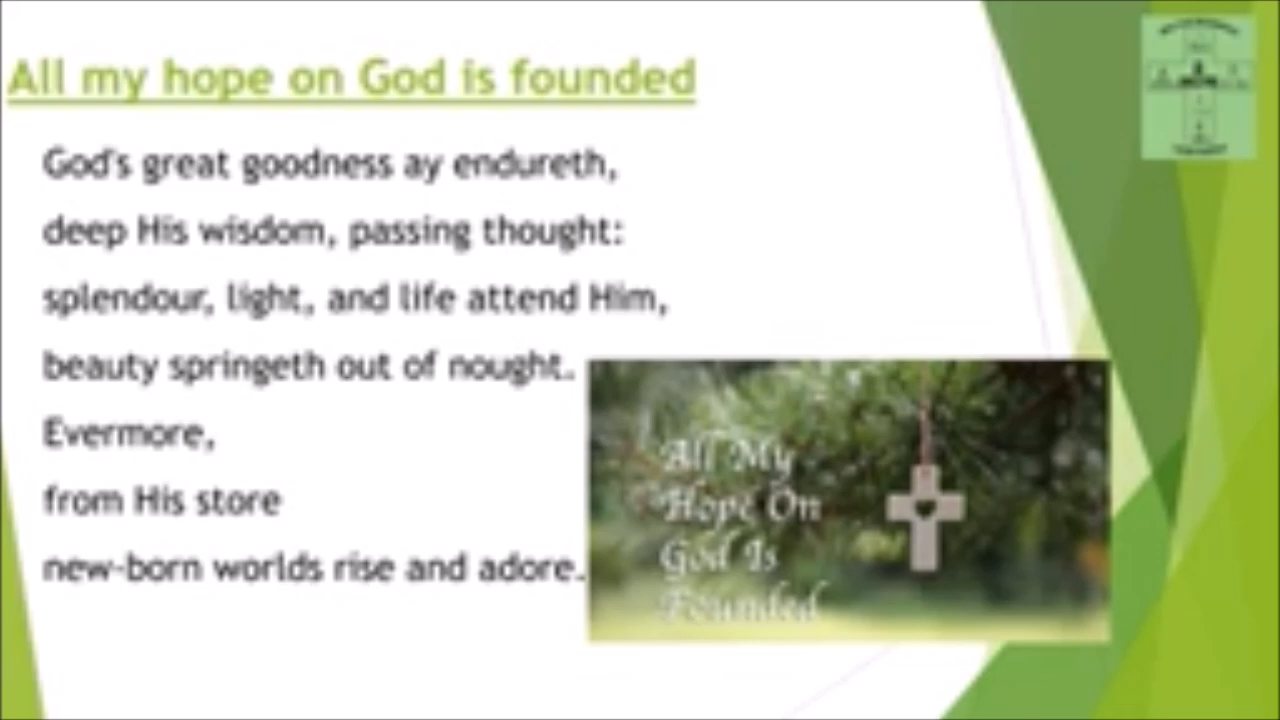 All my hope on God is founded
God's great goodness ay endureth,
deep His wisdom, passing thought:
splendour, light, and life attend Him,
beauty springeth out of nought.
Evermore,
from His store
new-born worlds rise and adore.
All My
Hope On
God Is
Founded